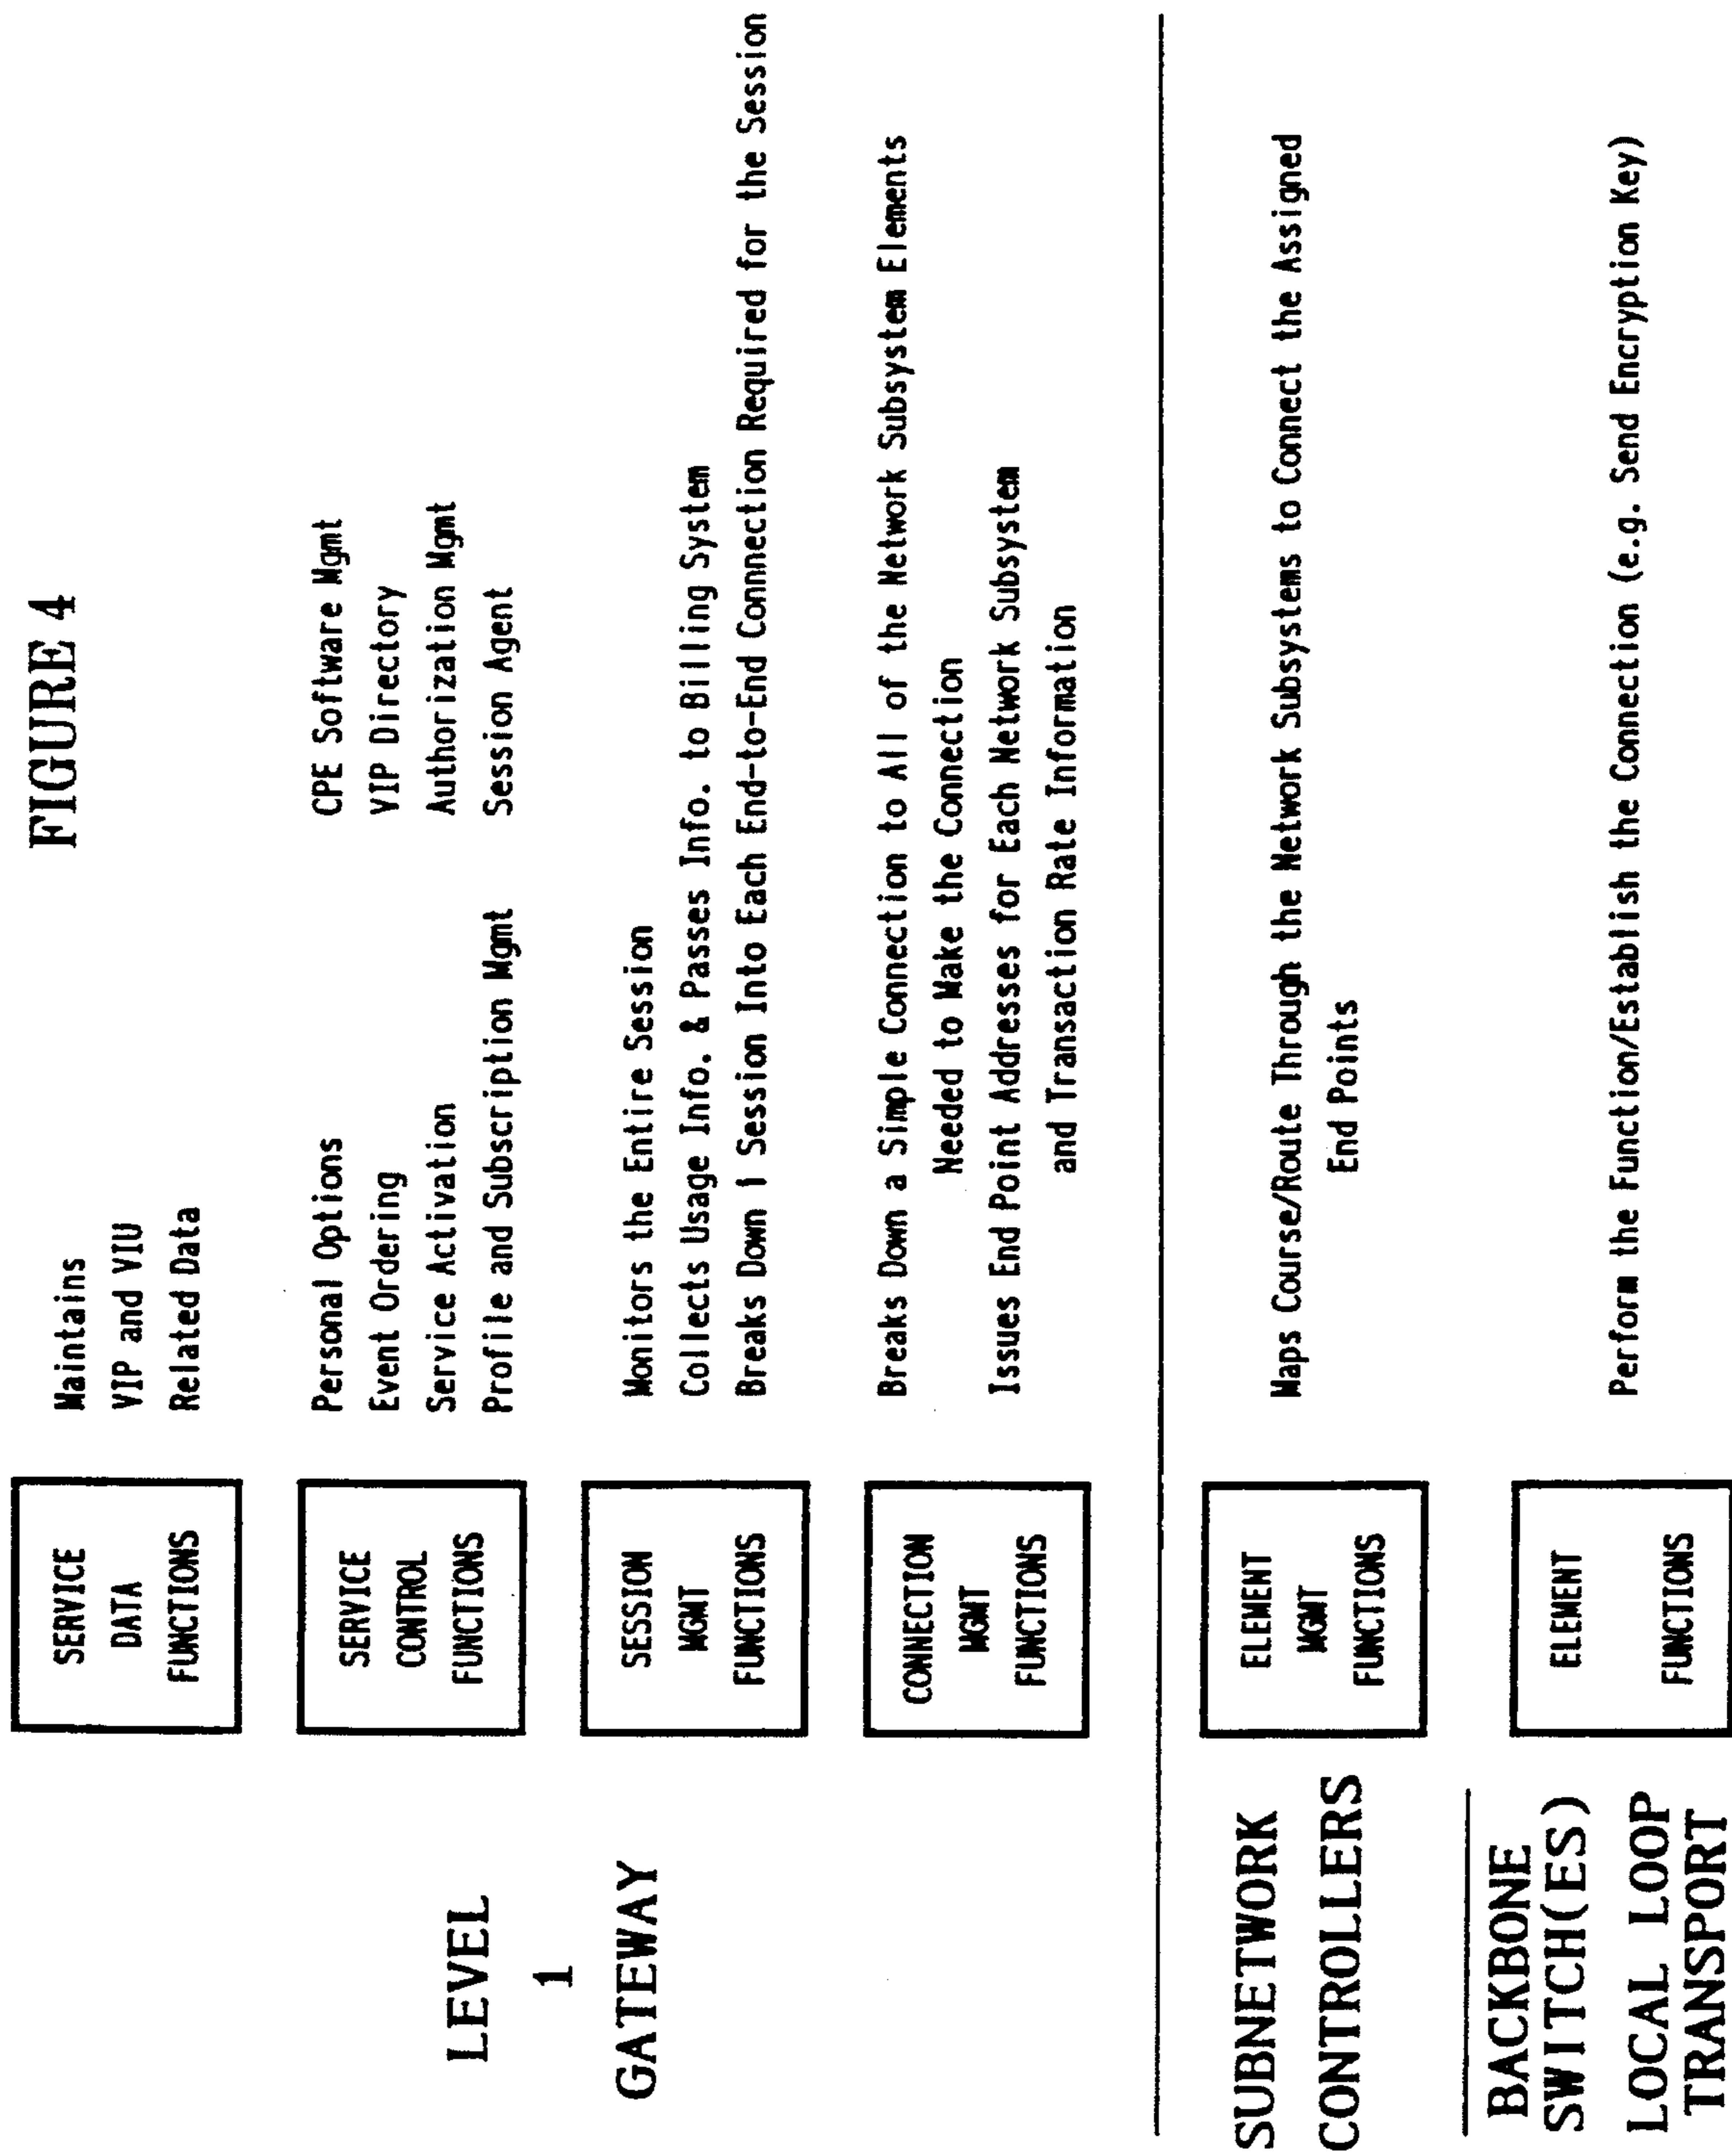 FIGURE 4
LEVEL
1
GATEWAY
SERVICE
DATA
FUNCTIONS
Maintains
VIP and VIU
Related Data
SERVICE
CONTROL
FUNCTIONS
Personal Options
Event Ordering
Service Activation
Profile and Subscription Mgmt
CPE Software Mgmt
VIP Directory
Authorization Mgmt
Session Agent
SESSION
MGMT
FUNCTIONS
Monitors the Entire Session
Collects Usage Info. & Passes Info. to Billing System
Breaks Down 1 Session Into Each End-to-End Connnection Required for the Session
CONNECTION
MGMT
FUNCTIONS
Breaks Down a Simple Connection to All of the Network Subsystem Elements
Needed to Make the Connection
Issues End Point Addresses for Each Network Subsystem
and Transaction Rate Information
SUBNETWORK
CONTROLLERS
ELEMENT
MGMT
FUNCTIONS
Maps Course/Route Through the Network Subsystems to Connect the Assigned
End Points
BACKBONE
SWITCH(ES)
LOCAL LOOP
TRANSPORT
ELEMENT
FUNCTIONS
Perform the Function/Establish the Connection (e.g. Send Encryption Key)